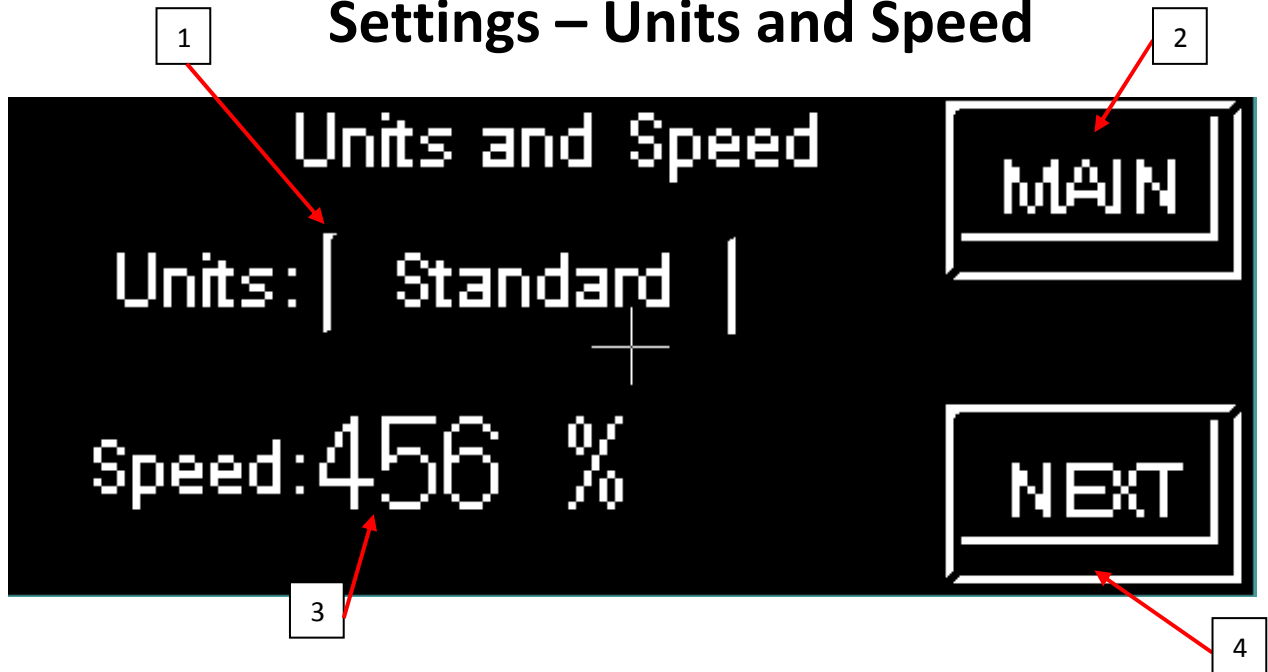 Settings – Units and Speed
1
2
Units and Speed
MAIN
Units: Standard
Speed:456 %
NEXT
3
4